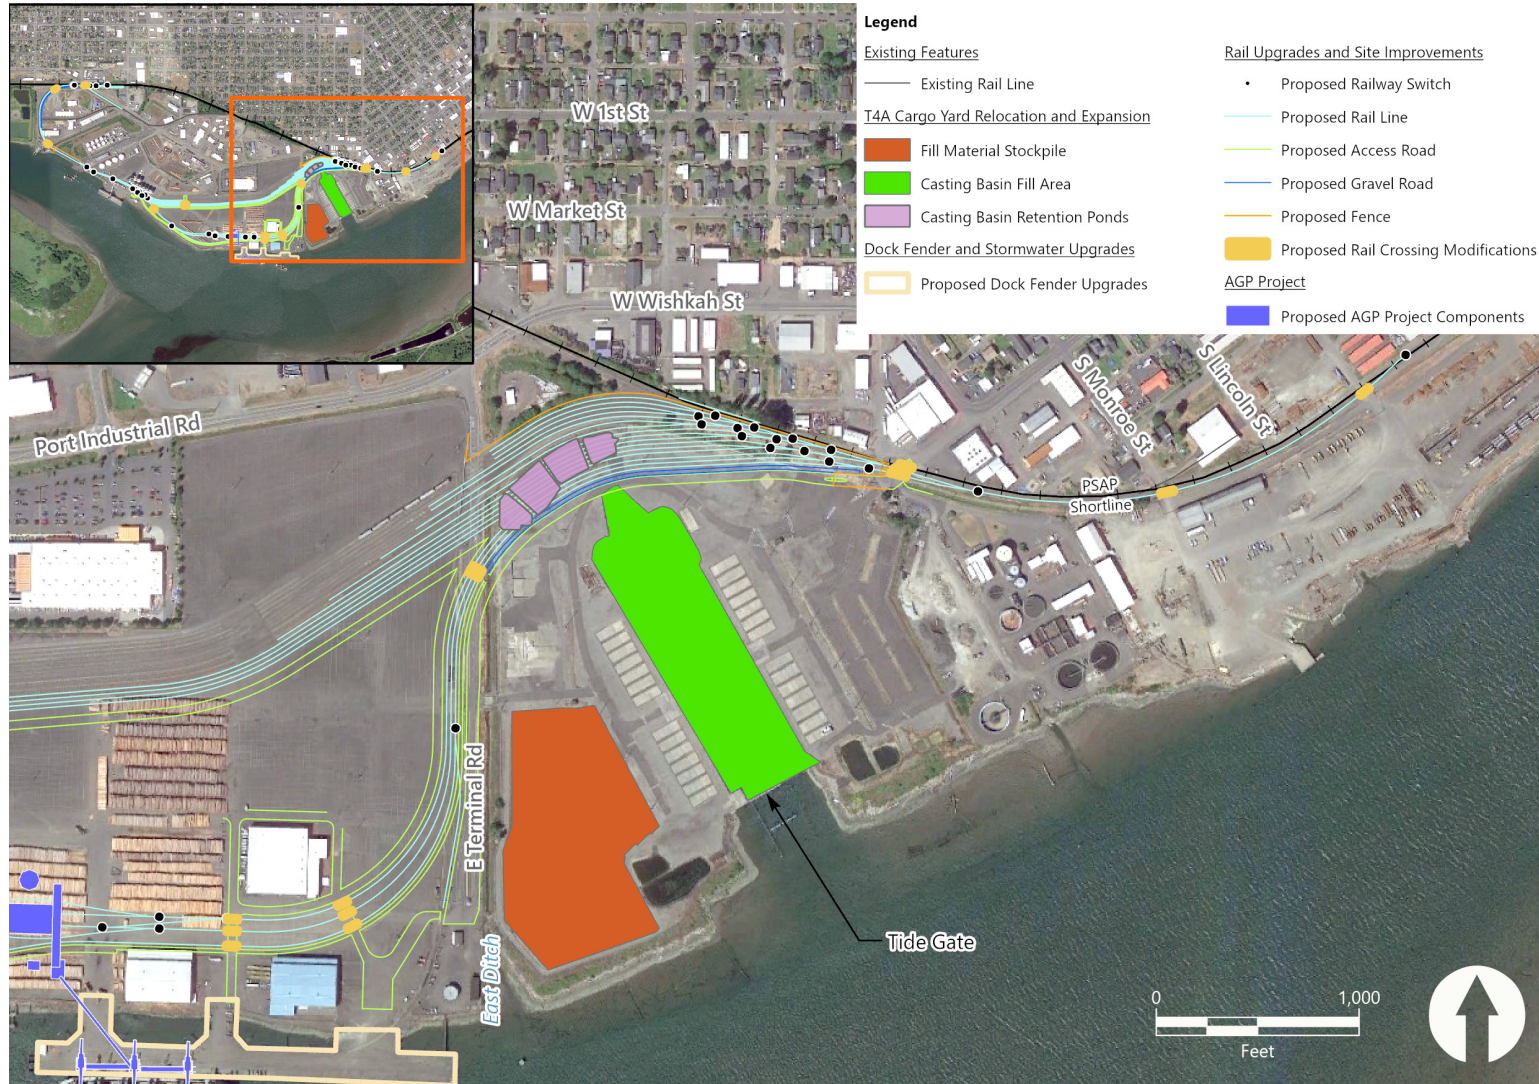 Legend
Existing Features
Existing Rail Line
T4A Cargo Yard Relocation and Expansion
Fill Material Stockpile
Casting Basin Fill Area
Casting Basin Retention Ponds
Dock Fender and Stormwater Upgrades
Proposed Dock Fender Upgrades
Rail Upgrades and Site Improvements
Proposed Railway Switch
Proposed Rail Line
Proposed Access Road
Proposed Gravel Road
Proposed Fence
Proposed Rail Crossing Modifications
AGP Project
Proposed AGP Project Components
W 1st St
W Market St
W Wishkah St
S Monroe St
S Lincoln St
Port Industrial Rd
PSAP
Shortline
E Terminal Rd
East Ditch
Tide Gate
0 1,000
Feet